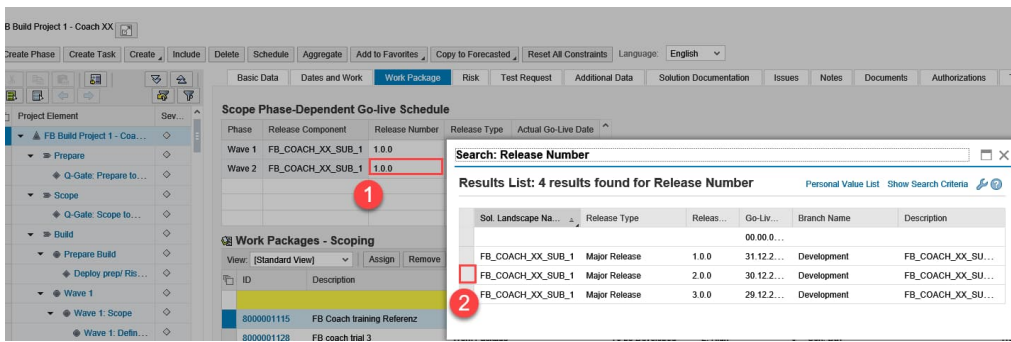 B Build Project 1 - Coach XX
Create Phase Create Task Create Include Delete Schedule Aggregate Add to Favorites Copy to Forecasted Reset All Constraints Language: English
Basic Data Dates and Work Work Package Risk Test Request Additional Data Solution Documentation Issues Notes Documents Authorizations
Project Element Sev...
FB Build Project 1 - Coa...
Prepare
Q-Gate: Prepare to...
Scope
Q-Gate: Scope to...
Build
Prepare Build
Deploy prep/ Ris...
Wave 1
Wave 1: Scope
Wave 1: Defin...
Scope Phase-Dependent Go-live Schedule
Phase Release Component Release Number Release Type Actual Go-Live Date
Wave 1 FB_COACH_XX_SUB_1 1.0.0
Wave 2 FB_COACH_XX_SUB_1 1.0.0
1
Work Packages - Scoping
View: [Standard View] Assign Remove
ID Description
8000001115 FB Coach training Referenz
8000001128 FB coach trial 3
Search: Release Number
Results List: 4 results found for Release Number Personal Value List Show Search Criteria
Sol. Landscape Na... Release Type Releas... Go-Liv... Branch Name Description
00.00.0...
FB_COACH_XX_SUB_1 Major Release 1.0.0 31.12.2... Development FB_COACH_XX_SU...
FB_COACH_XX_SUB_1 Major Release 2.0.0 30.12.2... Development FB_COACH_XX_SU...
FB_COACH_XX_SUB_1 Major Release 3.0.0 29.12.2... Development FB_COACH_XX_SU...
2